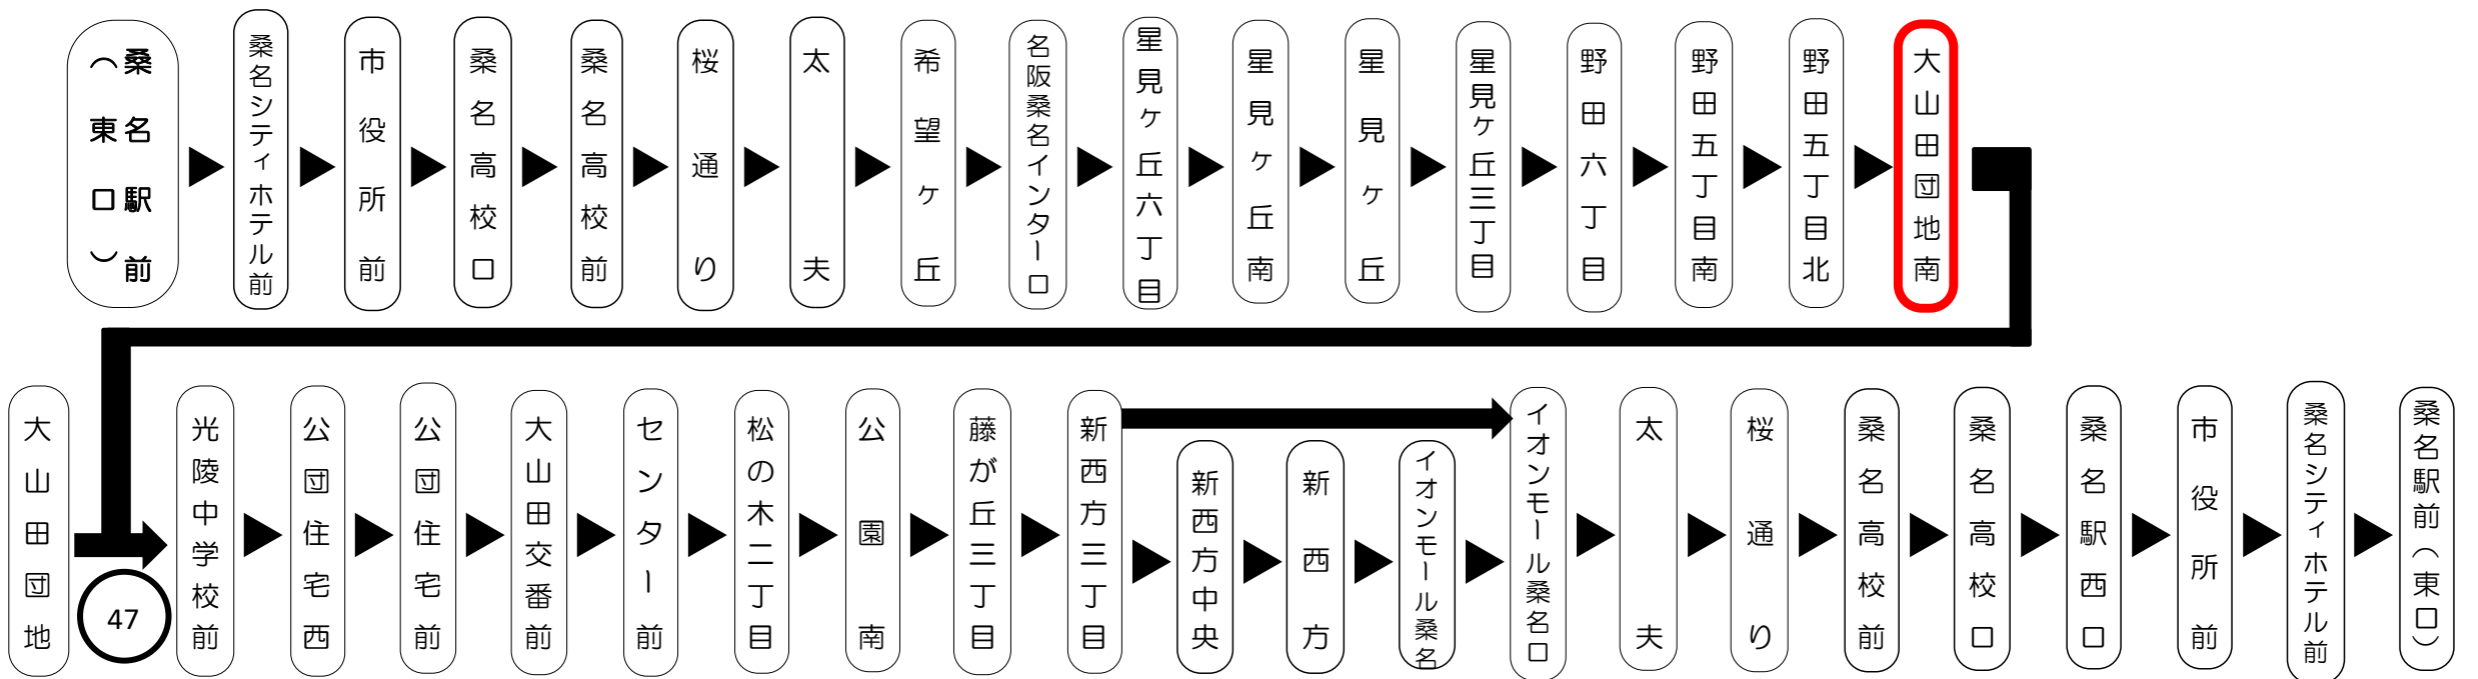 桑名駅前
(東口)
桑名シティホテル前
市役所前
桑名高校口
桑名高校前
桜通り
太夫
希望ヶ丘
名阪桑名インター口
星見ヶ丘六丁目
星見ヶ丘南
星見ヶ丘
星見ヶ丘三丁目
野田六丁目
野田五丁目南
野田五丁目北
大山田団地南
大山田団地
47
光陵中学校前
公団住宅西
公団住宅前
大山田交番前
センター前
松の木二丁目
公園南
藤が丘三丁目
新西方三丁目
新西方中央
新西方
イオンモール桑名
イオンモール桑名口
太夫
桜通り
桑名高校前
桑名高校口
桑名駅西口
市役所前
桑名シティホテル前
桑名駅前(東口)